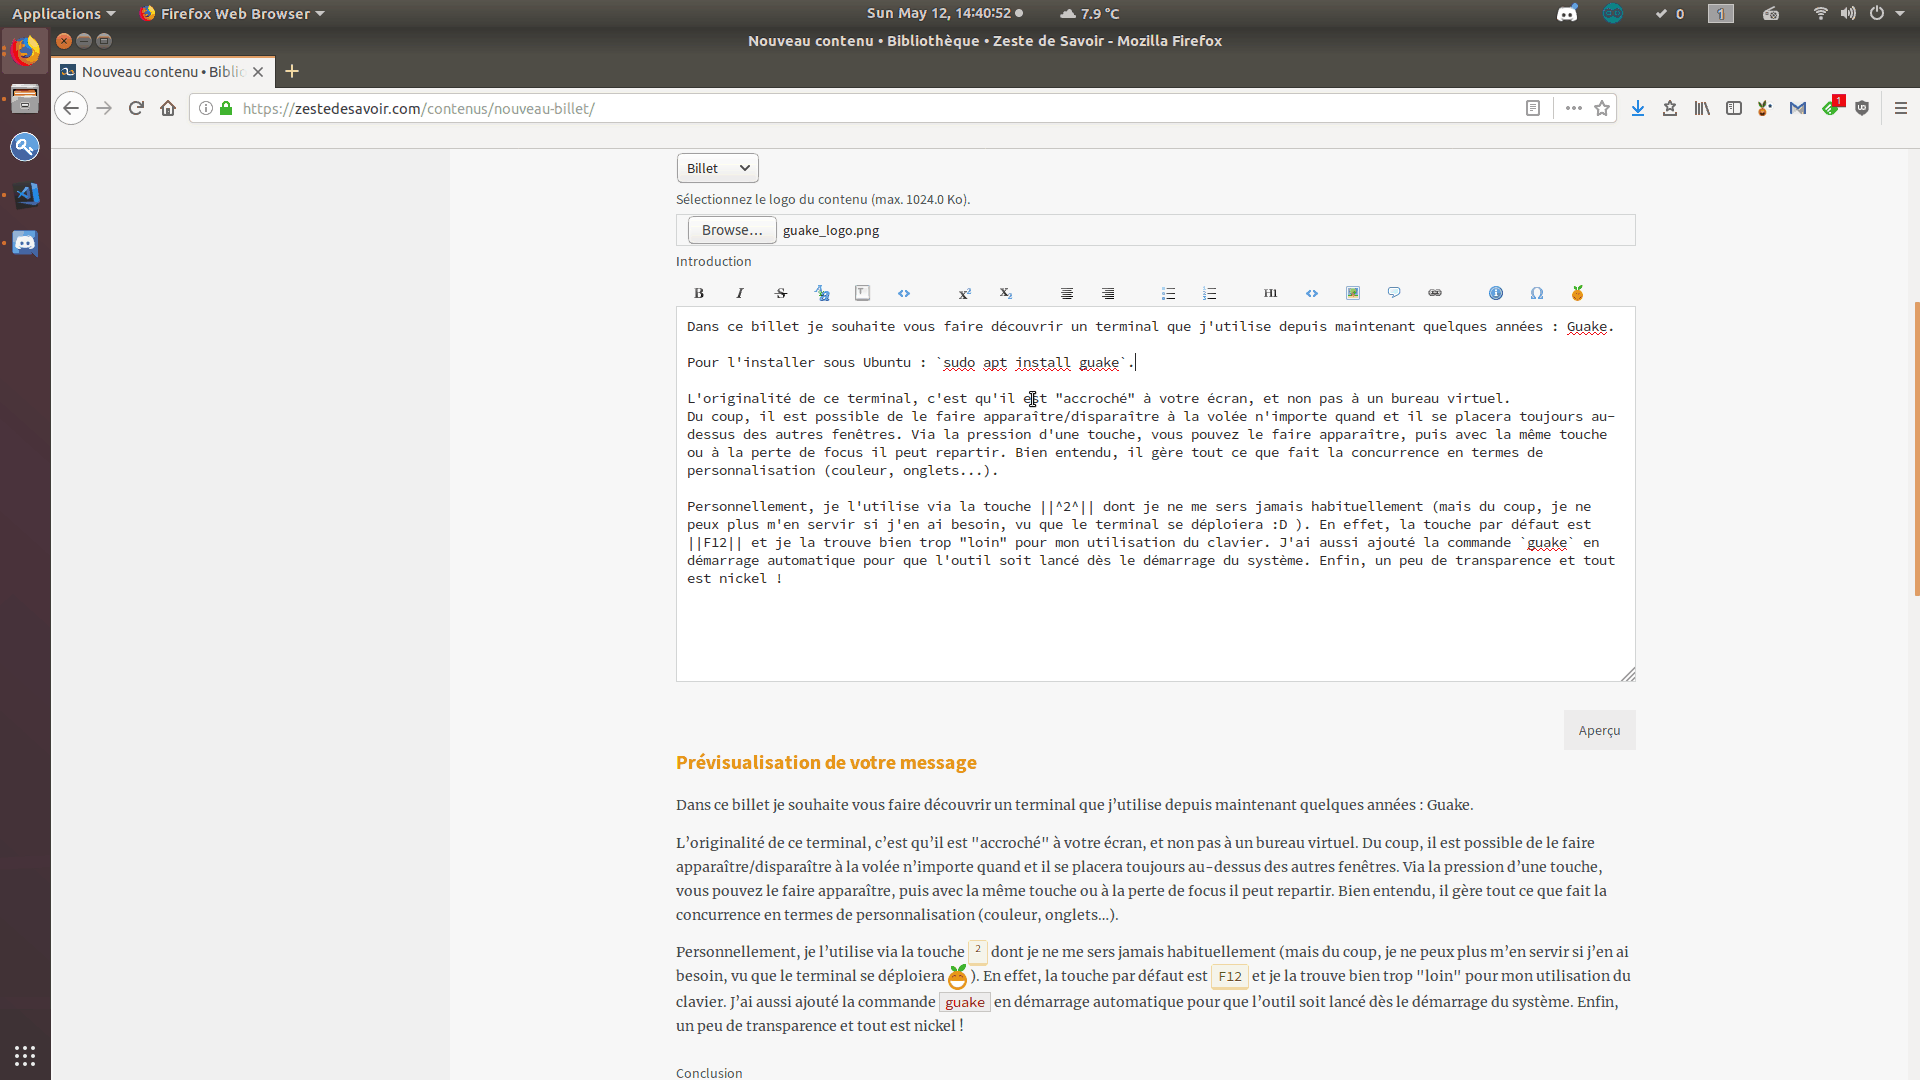 Applications
Firefox Web Browser
Sun May 12, 14:40:52
7.9 °C
0
1
Nouveau contenu • Bibliothèque • Zeste de Savoir - Mozilla Firefox
Nouveau contenu • Biblio
https://zestedesavoir.com/contenus/nouveau-billet/
1
Billet
Sélectionnez le logo du contenu (max. 1024.0 Ko).
Browse... guake_logo.png
Introduction
B I S X² X₂ H1 Ω
Dans ce billet je souhaite vous faire découvrir un terminal que j'utilise depuis maintenant quelques années : Guake.
Pour l'installer sous Ubuntu : `sudo apt install guake`.
L'originalité de ce terminal, c'est qu'il est "accroché" à votre écran, et non pas à un bureau virtuel.
Du coup, il est possible de le faire apparaître/disparaître à la volée n'importe quand et il se placera toujours au-
dessus des autres fenêtres. Via la pression d'une touche, vous pouvez le faire apparaître, puis avec la même touche
ou à la perte de focus il peut repartir. Bien entendu, il gère tout ce que fait la concurrence en termes de
personnalisation (couleur, onglets...).
Personnellement, je l'utilise via la touche ||^2^|| dont je ne me sers jamais habituellement (mais du coup, je ne
peux plus m'en servir si j'en ai besoin, vu que le terminal se déploiera :D ). En effet, la touche par défaut est
||F12|| et je la trouve bien trop "loin" pour mon utilisation du clavier. J'ai aussi ajouté la commande `guake` en
démarrage automatique pour que l'outil soit lancé dès le démarrage du système. Enfin, un peu de transparence et tout
est nickel !
Aperçu
Prévisualisation de votre message
Dans ce billet je souhaite vous faire découvrir un terminal que j’utilise depuis maintenant quelques années : Guake.
L’originalité de ce terminal, c’est qu’il est "accroché" à votre écran, et non pas à un bureau virtuel. Du coup, il est possible de le faire
apparaître/disparaître à la volée n’importe quand et il se placera toujours au-dessus des autres fenêtres. Via la pression d’une touche,
vous pouvez le faire apparaître, puis avec la même touche ou à la perte de focus il peut repartir. Bien entendu, il gère tout ce que fait la
concurrence en termes de personnalisation (couleur, onglets…).
Personnellement, je l’utilise via la touche ² dont je ne me sers jamais habituellement (mais du coup, je ne peux plus m’en servir si j’en ai
besoin, vu que le terminal se déploiera ). En effet, la touche par défaut est F12 et je la trouve bien trop "loin" pour mon utilisation du
clavier. J’ai aussi ajouté la commande guake en démarrage automatique pour que l’outil soit lancé dès le démarrage du système. Enfin,
un peu de transparence et tout est nickel !
Conclusion